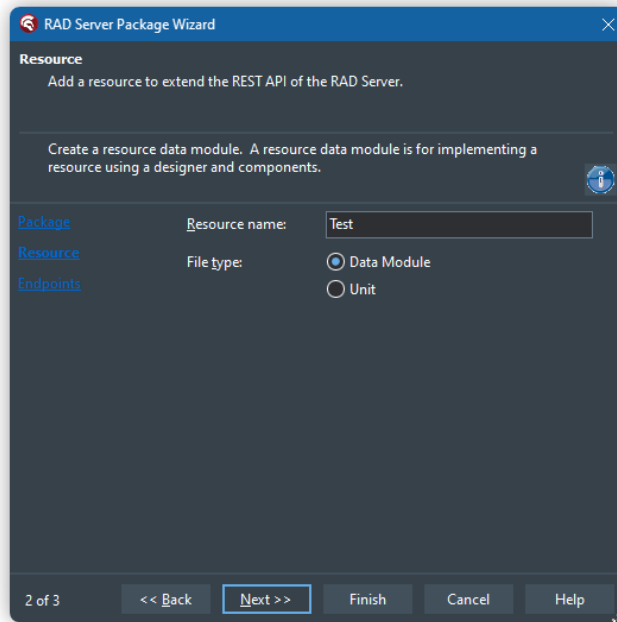 RAD Server Package Wizard
Resource
Add a resource to extend the REST API of the RAD Server.
Create a resource data module.  A resource data module is for implementing a
resource using a designer and components.
Package
Resource name:
Test
Resource
File type:
Data Module
Endpoints
Unit
2 of 3
<< Back
Next >>
Finish
Cancel
Help